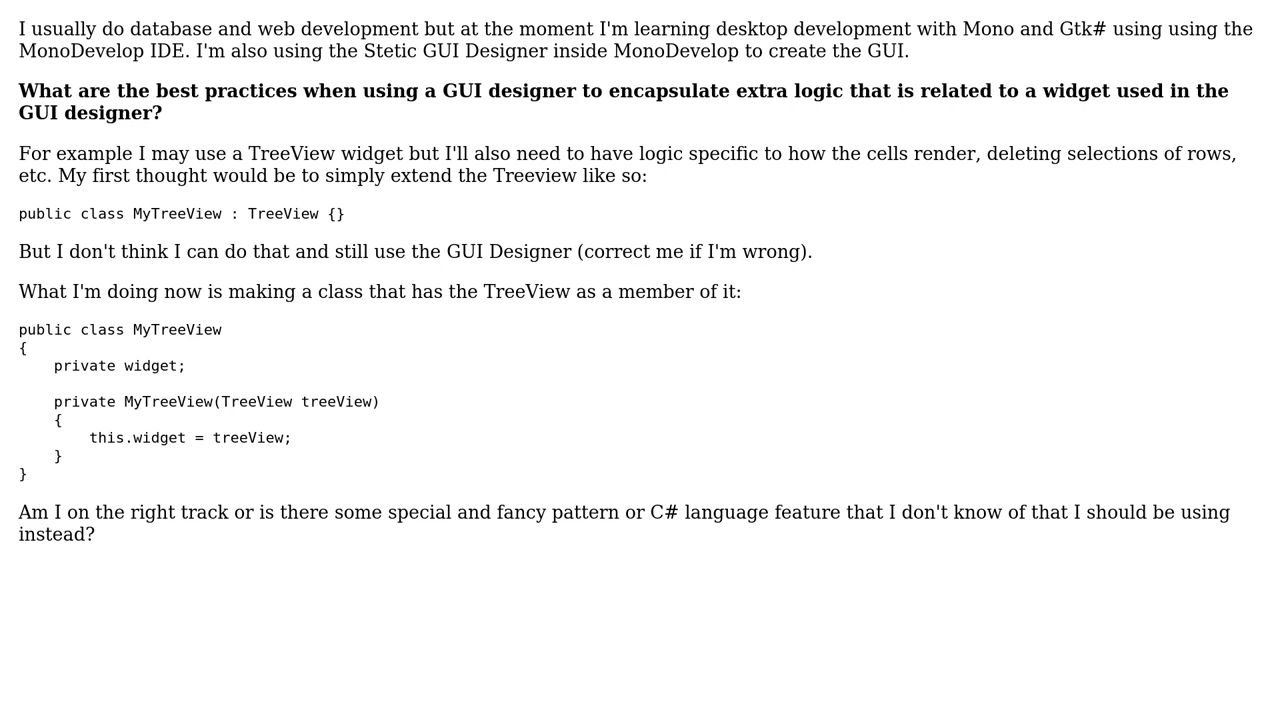 I usually do database and web development but at the moment I'm learning desktop development with Mono and Gtk# using using the
MonoDevelop IDE. I'm also using the Stetic GUI Designer inside MonoDevelop to create the GUI.
What are the best practices when using a GUI designer to encapsulate extra logic that is related to a widget used in the
GUI designer?
For example I may use a TreeView widget but I'll also need to have logic specific to how the cells render, deleting selections of rows,
etc. My first thought would be to simply extend the Treeview like so:
public class MyTreeView : TreeView {}
But I don't think I can do that and still use the GUI Designer (correct me if I'm wrong).
What I'm doing now is making a class that has the TreeView as a member of it:
public class MyTreeView
{
    private widget;
    private MyTreeView(TreeView treeView)
    {
        this.widget = treeView;
    }
}
Am I on the right track or is there some special and fancy pattern or C# language feature that I don't know of that I should be using
instead?